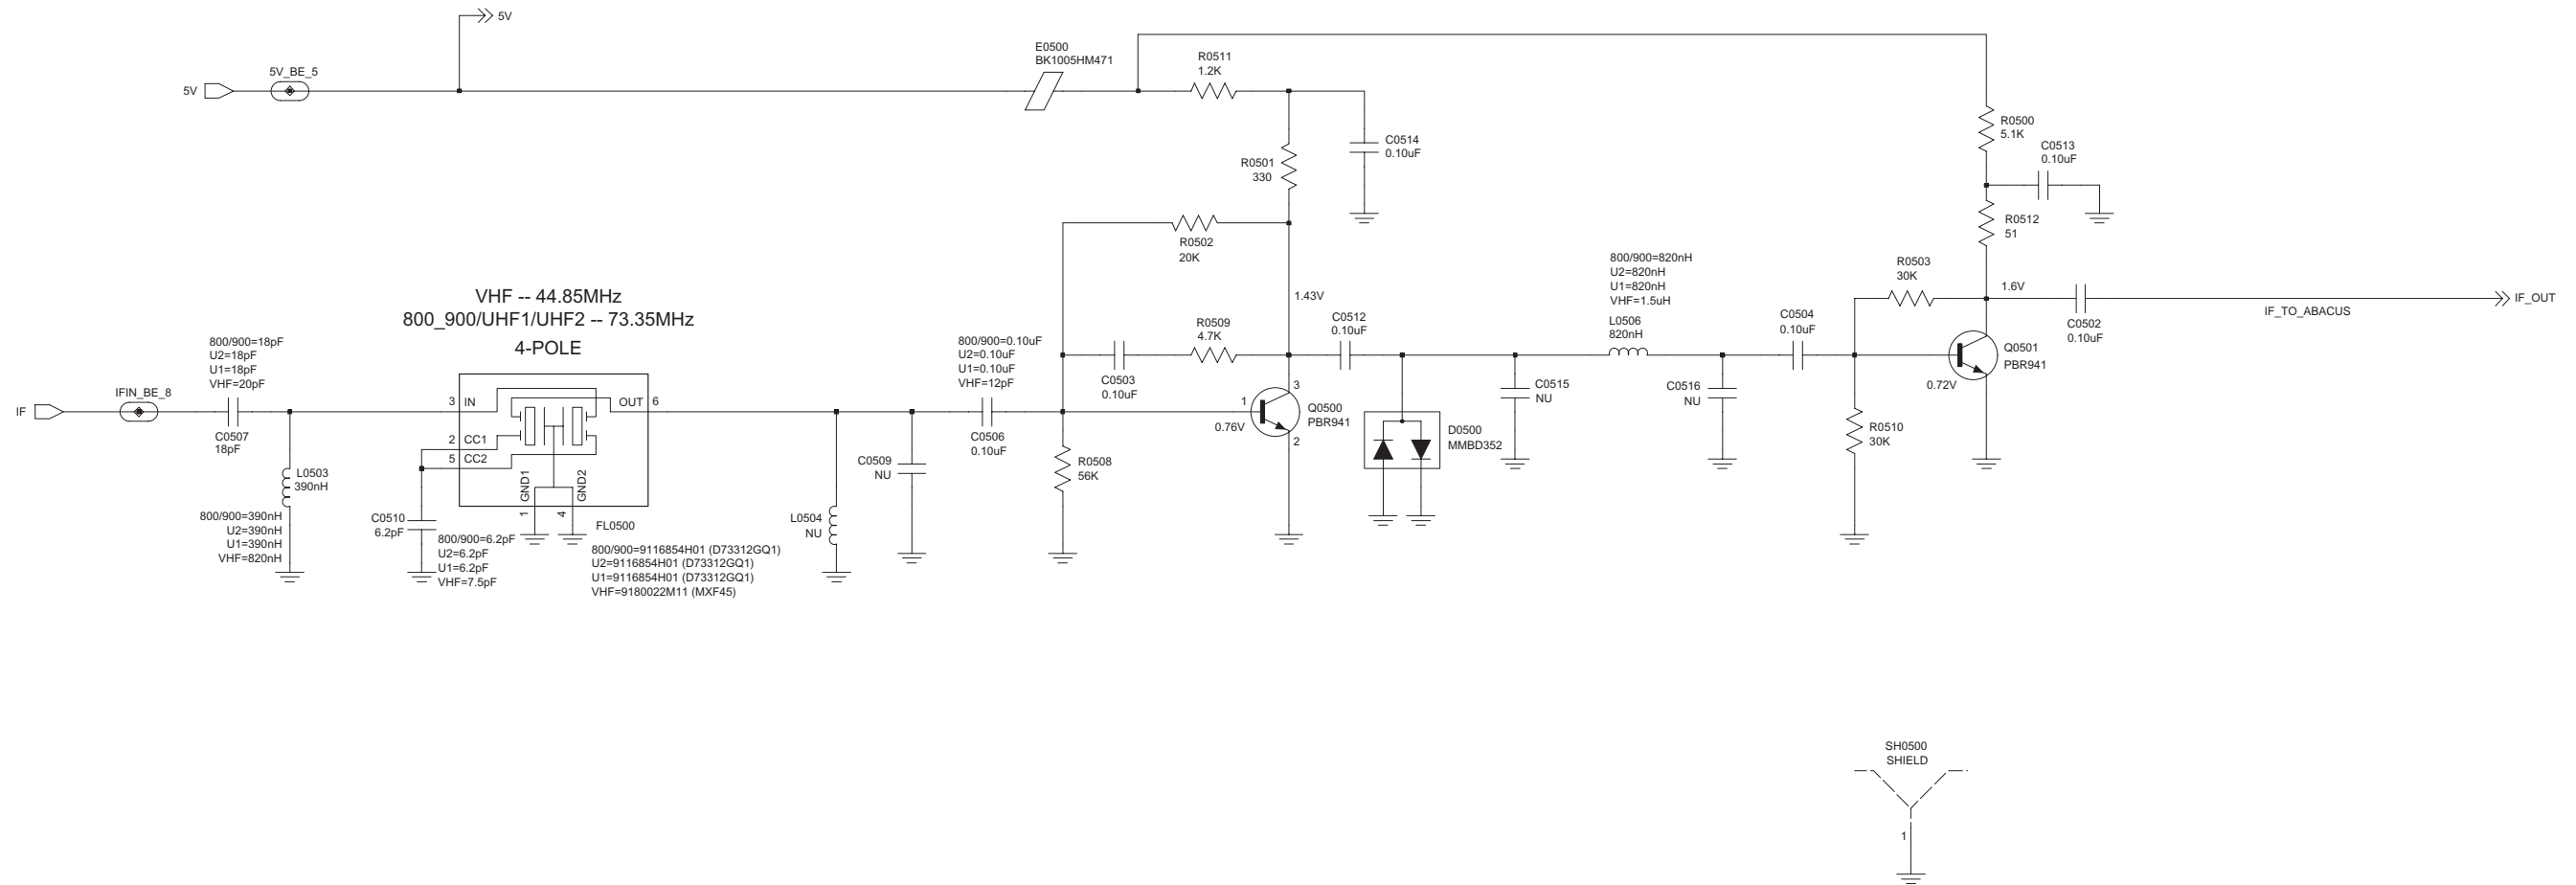 5V
5V_BE_5
5V
E0500
BK1005HM471
R0511
1.2K
C0514
0.10uF
R0501
330
R0500
5.1K
C0513
0.10uF
R0512
51
R0502
20K
VHF -- 44.85MHz
800_900/UHF1/UHF2 -- 73.35MHz
4-POLE
800/900=820nH
U2=820nH
U1=820nH
VHF=1.5uH
L0506
820nH
R0503
30K
1.6V
1.43V
C0502
0.10uF
IF_TO_ABACUS
IF_OUT
800/900=18pF
U2=18pF
U1=18pF
VHF=20pF
800/900=0.10uF
U2=0.10uF
U1=0.10uF
VHF=12pF
R0509
4.7K
C0512
0.10uF
C0504
0.10uF
IF
IFIN_BE_8
C0507
18pF
3
IN
OUT
6
2
CC1
5
CC2
GND1
GND2
1
4
FL0500
C0506
0.10uF
C0503
0.10uF
1
0.76V
3
Q0500
PBR941
2
C0515
NU
C0516
NU
0.72V
Q0501
PBR941
D0500
MMBD352
R0510
30K
L0503
390nH
800/900=390nH
U2=390nH
U1=390nH
VHF=820nH
C0510
6.2pF
800/900=6.2pF
U2=6.2pF
U1=6.2pF
VHF=7.5pF
800/900=9116854H01 (D73312GQ1)
U2=9116854H01 (D73312GQ1)
U1=9116854H01 (D73312GQ1)
VHF=9180022M11 (MXF45)
L0504
NU
C0509
NU
R0508
56K
SH0500
SHIELD
1